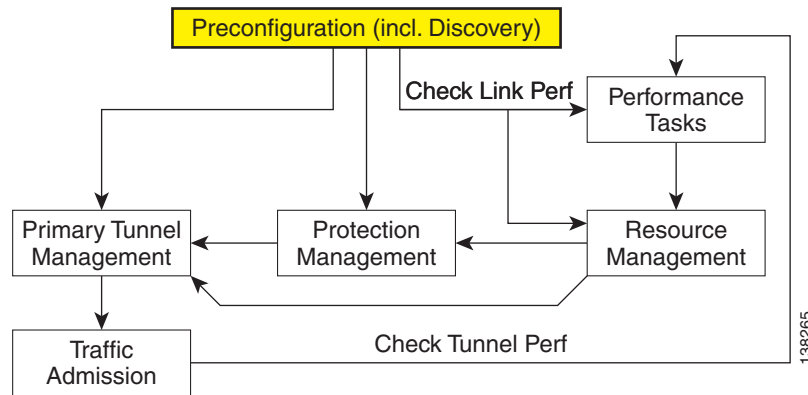 Preconfiguration (incl. Discovery)
Check Link Perf
Performance
Tasks
Primary Tunnel
Management
Protection
Management
Resource
Management
Traffic
Admission
Check Tunnel Perf
138265